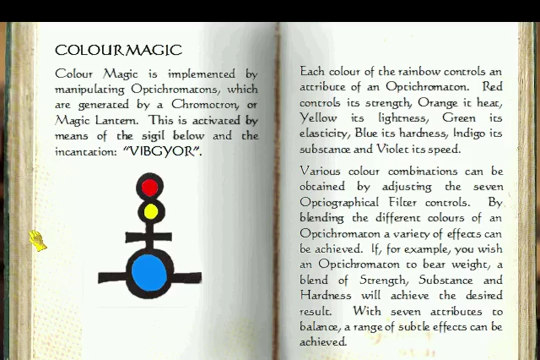 COLOURMAGIC
Colour Magic is implemented by
manipulating Optichromatons, which
are generated by a Chromotron, or
Magic Lantern. This is activated by
means of the sigil below and the
incantation: "VIBGYOR".
Each colour of the rainbow controls an
attribute of an Optichromaton. Red
controls its strength, Orange it heat,
Yellow its lightness, Green its
elasticity, Blue its hardness, Indigo its
substance and Violet its speed.
Various colour combinations can be
obtained by adjusting the seven
Optiographical Filter controls. By
blending the different colours of an
Optichromaton a variety of effects can
be achieved. If, for example, you wish
an Optichromaton to bear weight, a
blend of Strength, Substance and
Hardness will achieve the desired
result. With seven attributes to
balance, a range of subtle effects can be
achieved.